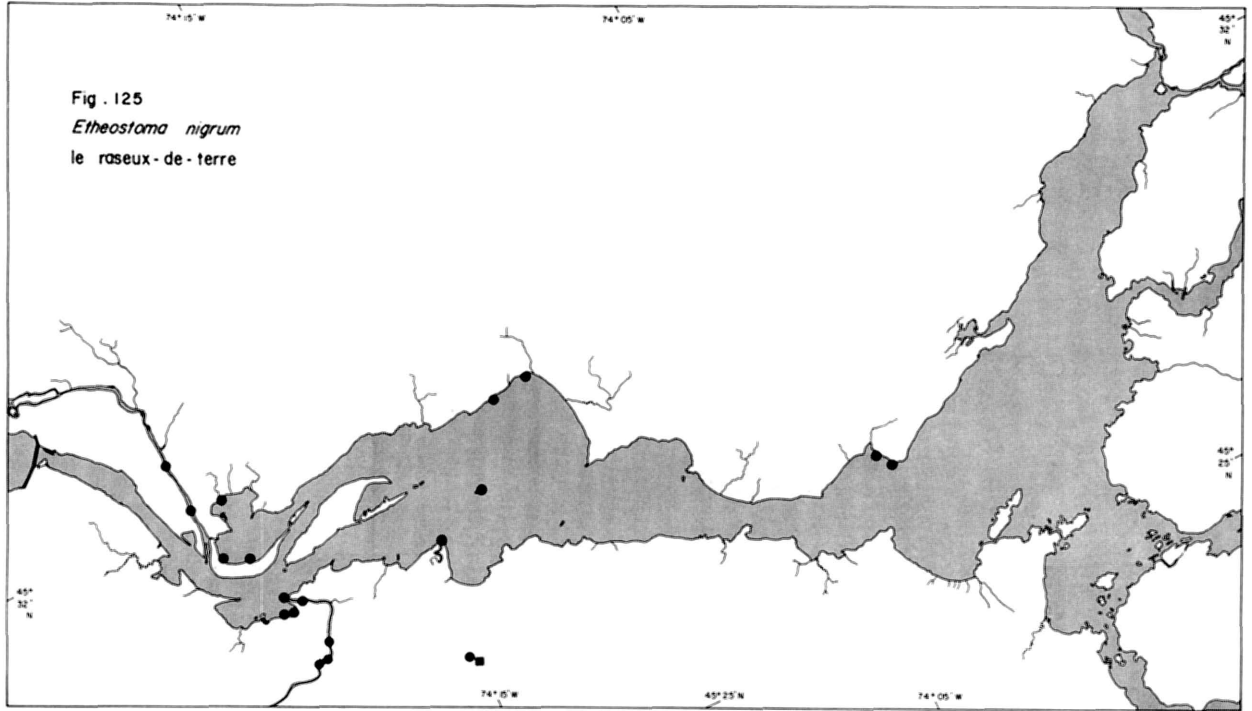 74° 15' W
74° 05' W
45°
32'
N
Fig. 125
Etheostoma nigrum
le raseux-de-terre
45°
25'
N
45°
32'
N
74° 15' W
45° 25' N
74° 05' W